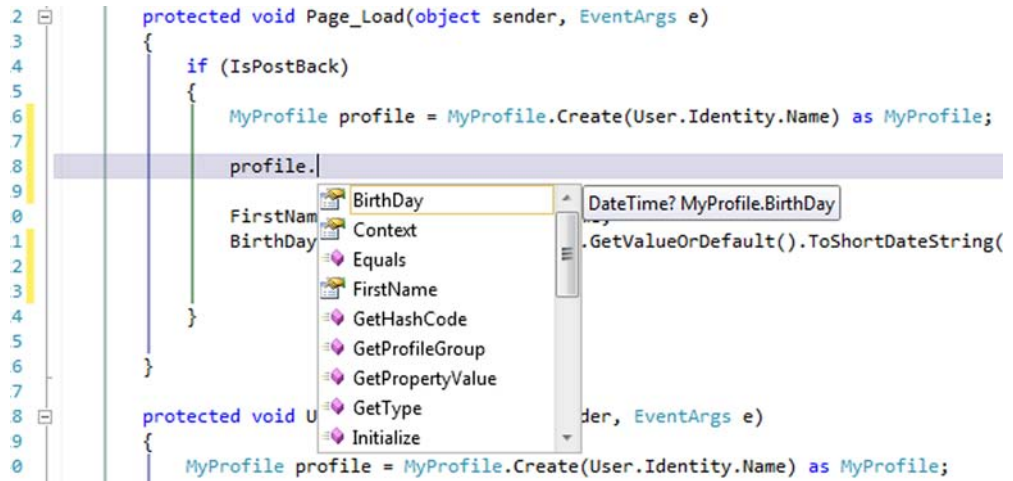 2 protected void Page_Load(object sender, EventArgs e)
3 {
4 if (IsPostBack)
5 {
6 MyProfile profile = MyProfile.Create(User.Identity.Name) as MyProfile;
7
8 profile.
9 BirthDay DateTime? MyProfile.BirthDay
0 FirstNam
Context
1 BirthDay .GetValueOrDefault().ToShortDateString(
2 Equals
3 FirstName
4 } GetHashCode
5 GetProfileGroup
6 } GetPropertyValue
7
GetType
8 protected void U der, EventArgs e)
9 { Initialize
0 MyProfile profile = MyProfile.Create(User.Identity.Name) as MyProfile;